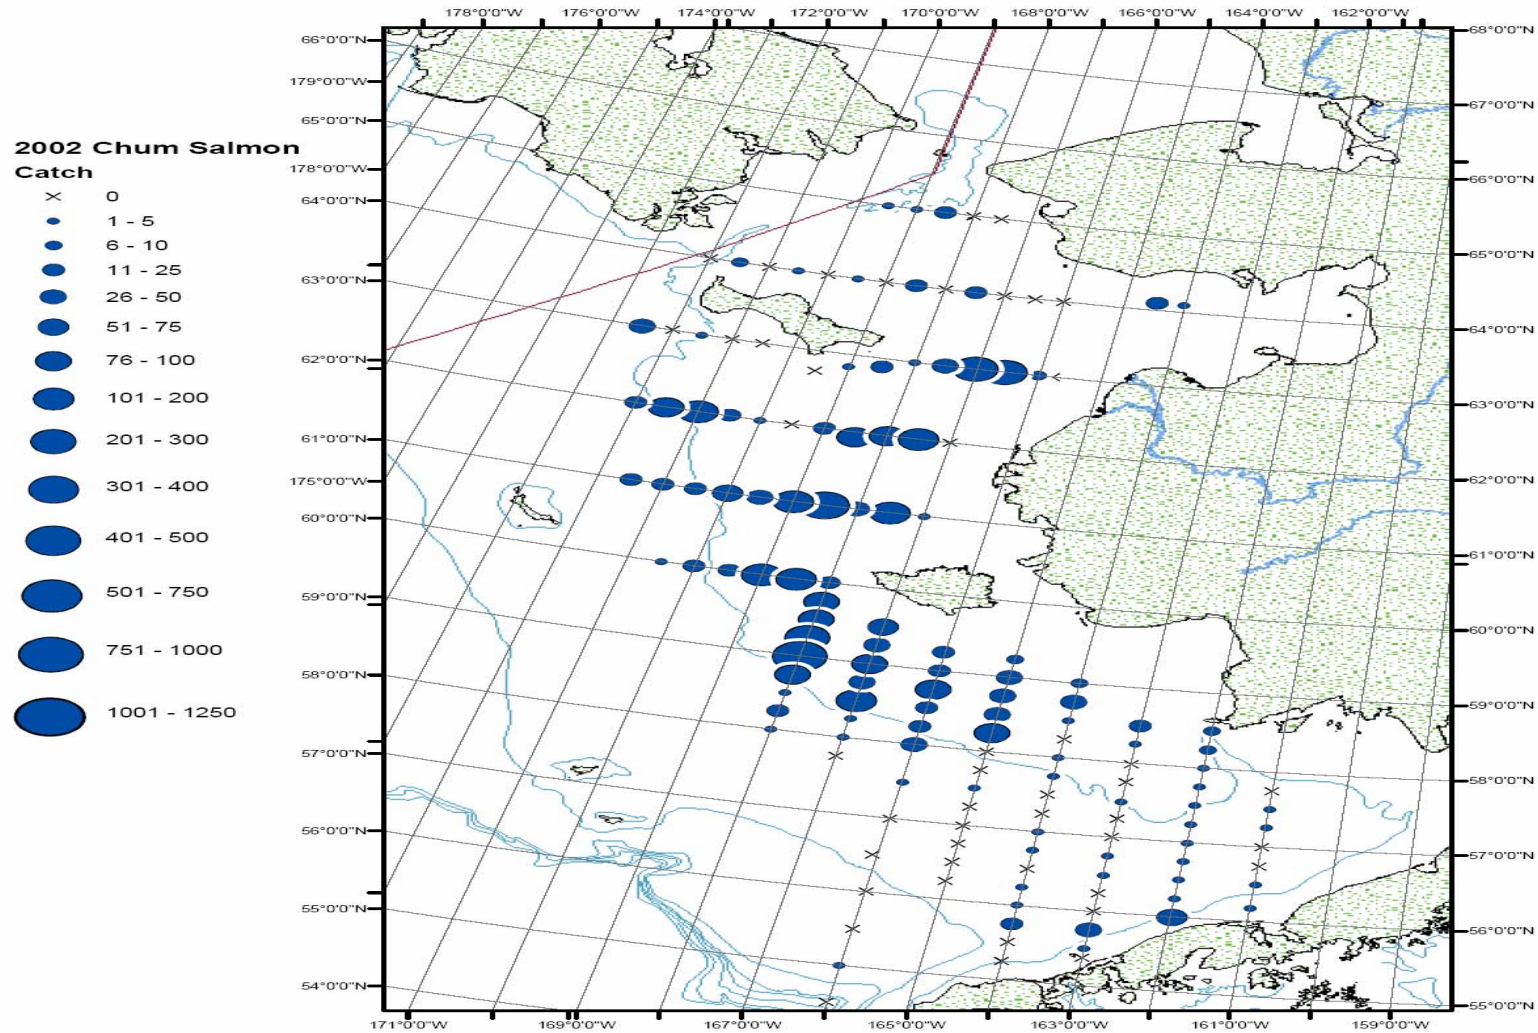 178°0'0"W 176°0'0"W 174°0'0"W 172°0'0"W 170°0'0"W 168°0'0"W 166°0'0"W 164°0'0"W 162°0'0"W
66°0'0"N
179°0'0"W
65°0'0"N
178°0'0"W
64°0'0"N
63°0'0"N
62°0'0"N
61°0'0"N
175°0'0"W
60°0'0"N
59°0'0"N
58°0'0"N
57°0'0"N
56°0'0"N
55°0'0"N
54°0'0"N
68°0'0"N
67°0'0"N
66°0'0"N
65°0'0"N
64°0'0"N
63°0'0"N
62°0'0"N
61°0'0"N
60°0'0"N
59°0'0"N
58°0'0"N
57°0'0"N
56°0'0"N
55°0'0"N
171°0'0"W 169°0'0"W 167°0'0"W 165°0'0"W 163°0'0"W 161°0'0"W 159°0'0"W
2002 Chum Salmon
Catch
0
1 - 5
6 - 10
11 - 25
26 - 50
51 - 75
76 - 100
101 - 200
201 - 300
301 - 400
401 - 500
501 - 750
751 - 1000
1001 - 1250